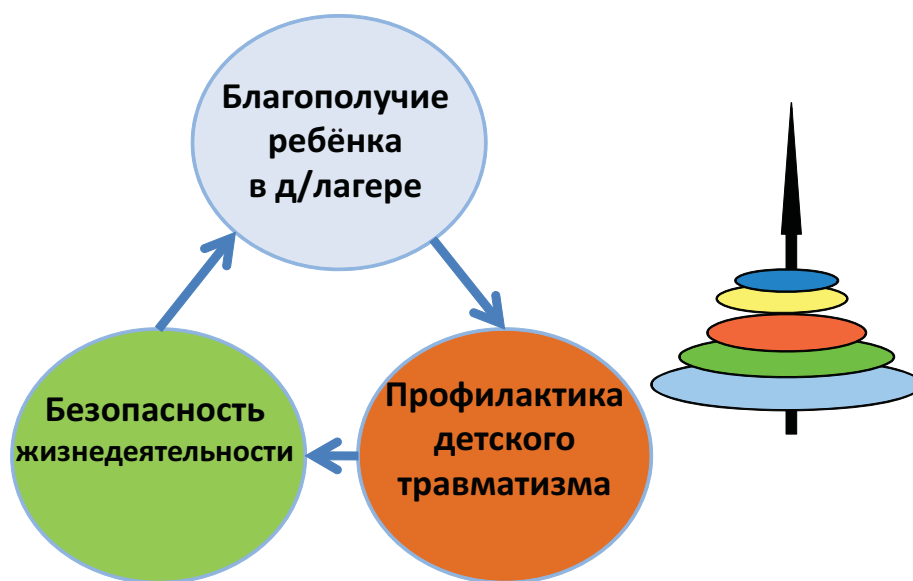 Благополучие
ребёнка
в д/лагере
Безопасность
жизнедеятельности
Профилактика
детского
травматизма